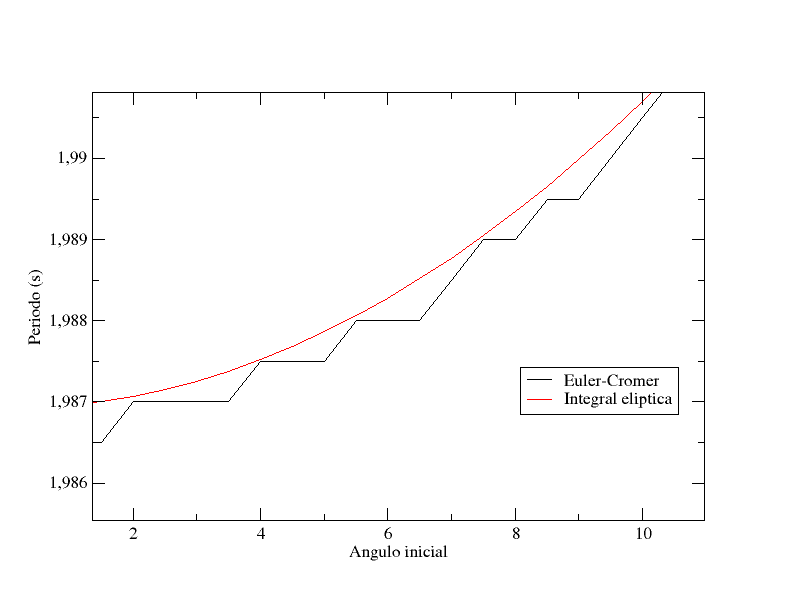 1,99
1,989
1,988
1,987
1,986
Periodo (s)
Euler-Cromer
Integral eliptica
2 4 6 8 10
Angulo inicial